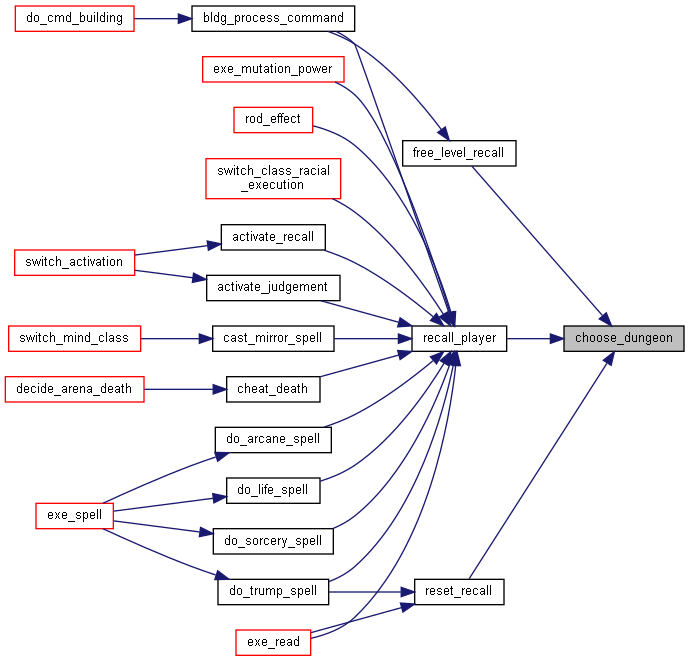 do_cmd_building
bldg_process_command
exe_mutation_power
rod_effect
free_level_recall
switch_class_racial
_execution
activate_recall
switch_activation
activate_judgement
switch_mind_class
cast_mirror_spell
recall_player
choose_dungeon
decide_arena_death
cheat_death
do_arcane_spell
do_life_spell
exe_spell
do_sorcery_spell
do_trump_spell
reset_recall
exe_read